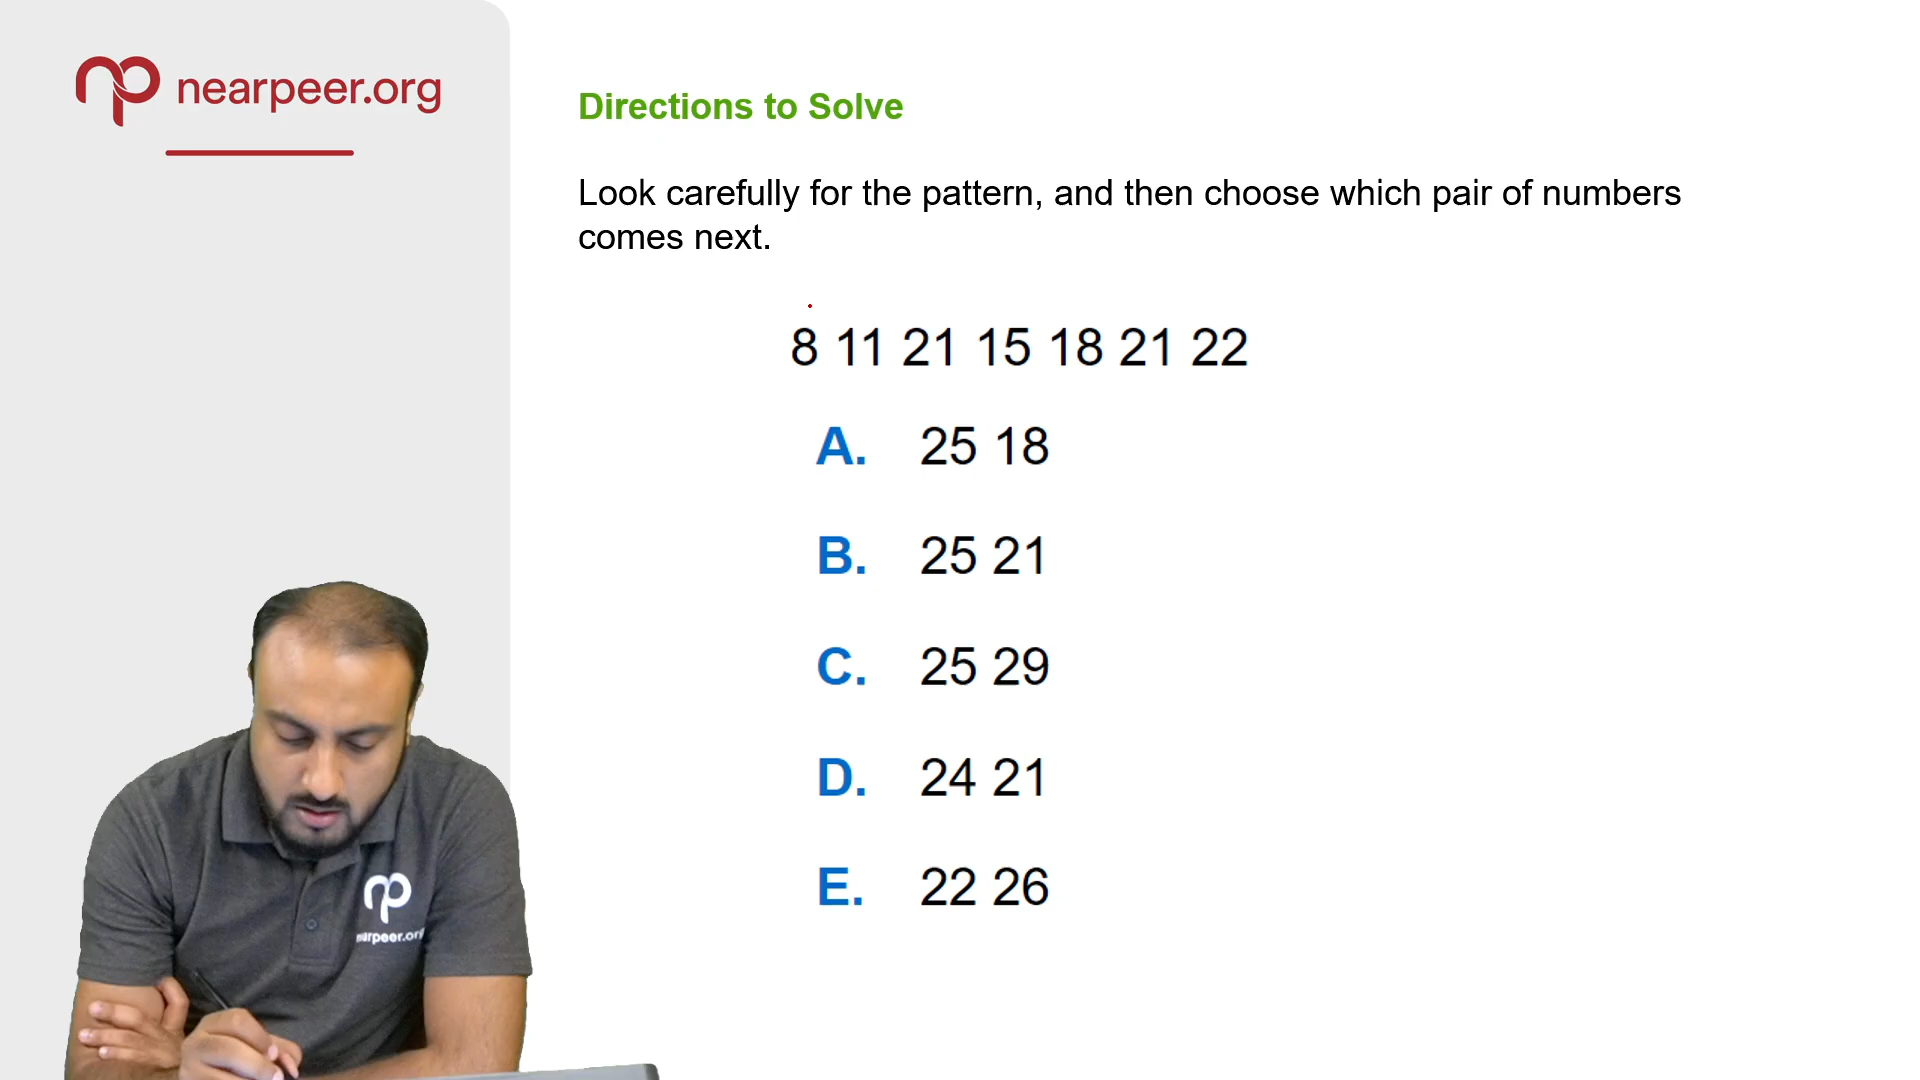 nearpeer.org
Directions to Solve
Look carefully for the pattern, and then choose which pair of numbers
comes next.
8 11 21 15 18 21 22
A. 25 18
B. 25 21
C. 25 29
D. 24 21
E. 22 26